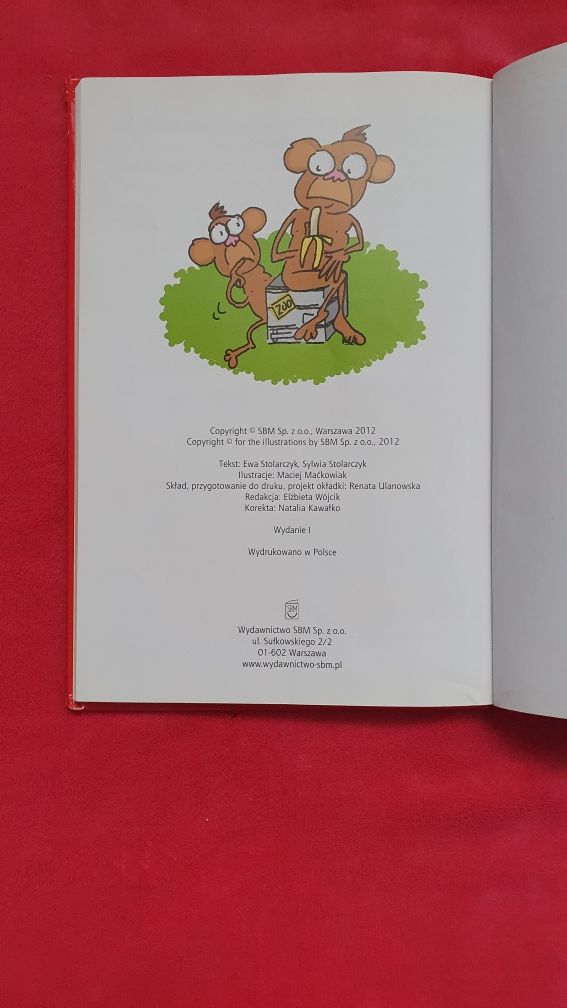 ZOO
Copyright © SBM Sp. z o.o., Warszawa 2012
Copyright © for the illustrations by SBM Sp. z o.o., 2012
Tekst: Ewa Stolarczyk, Sylwia Stolarczyk
Ilustracje: Maciej Maćkowiak
Skład, przygotowanie do druku, projekt okładki: Renata Ulanowska
Redakcja: Elżbieta Wójcik
Korekta: Natalia Kawałko
Wydanie I
Wydrukowano w Polsce
SBM
Wydawnictwo SBM Sp. z o.o.
ul. Sułkowskiego 2/2
01-602 Warszawa
www.wydawnictwo-sbm.pl